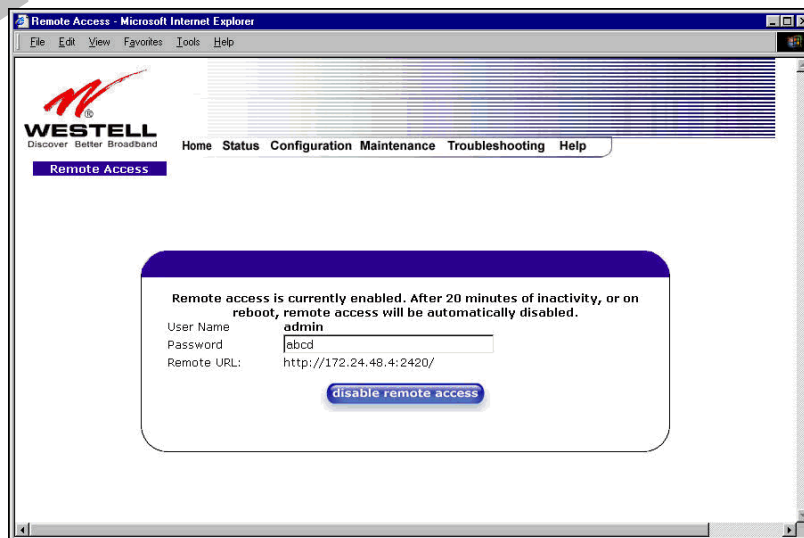 Remote Access - Microsoft Internet Explorer
File Edit View Favorites Tools Help
®
WESTELL
Discover Better Broadband
Home Status Configuration Maintenance Troubleshooting Help
Remote Access
Remote access is currently enabled. After 20 minutes of inactivity, or on
reboot, remote access will be automatically disabled.
User Name admin
Password abcd
Remote URL: http://172.24.48.4:2420/
disable remote access